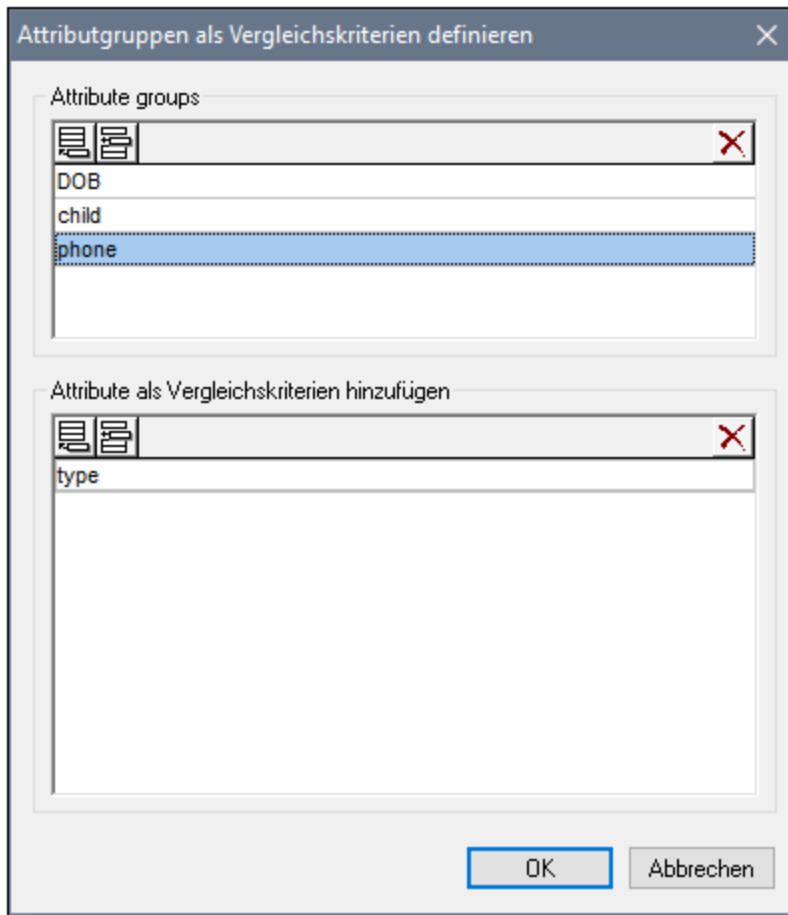 Attributgruppen als Vergleichskriterien definieren
Attribute groups
DOB
child
phone
Attribute als Vergleichskriterien hinzufügen
type
OK
Abbrechen